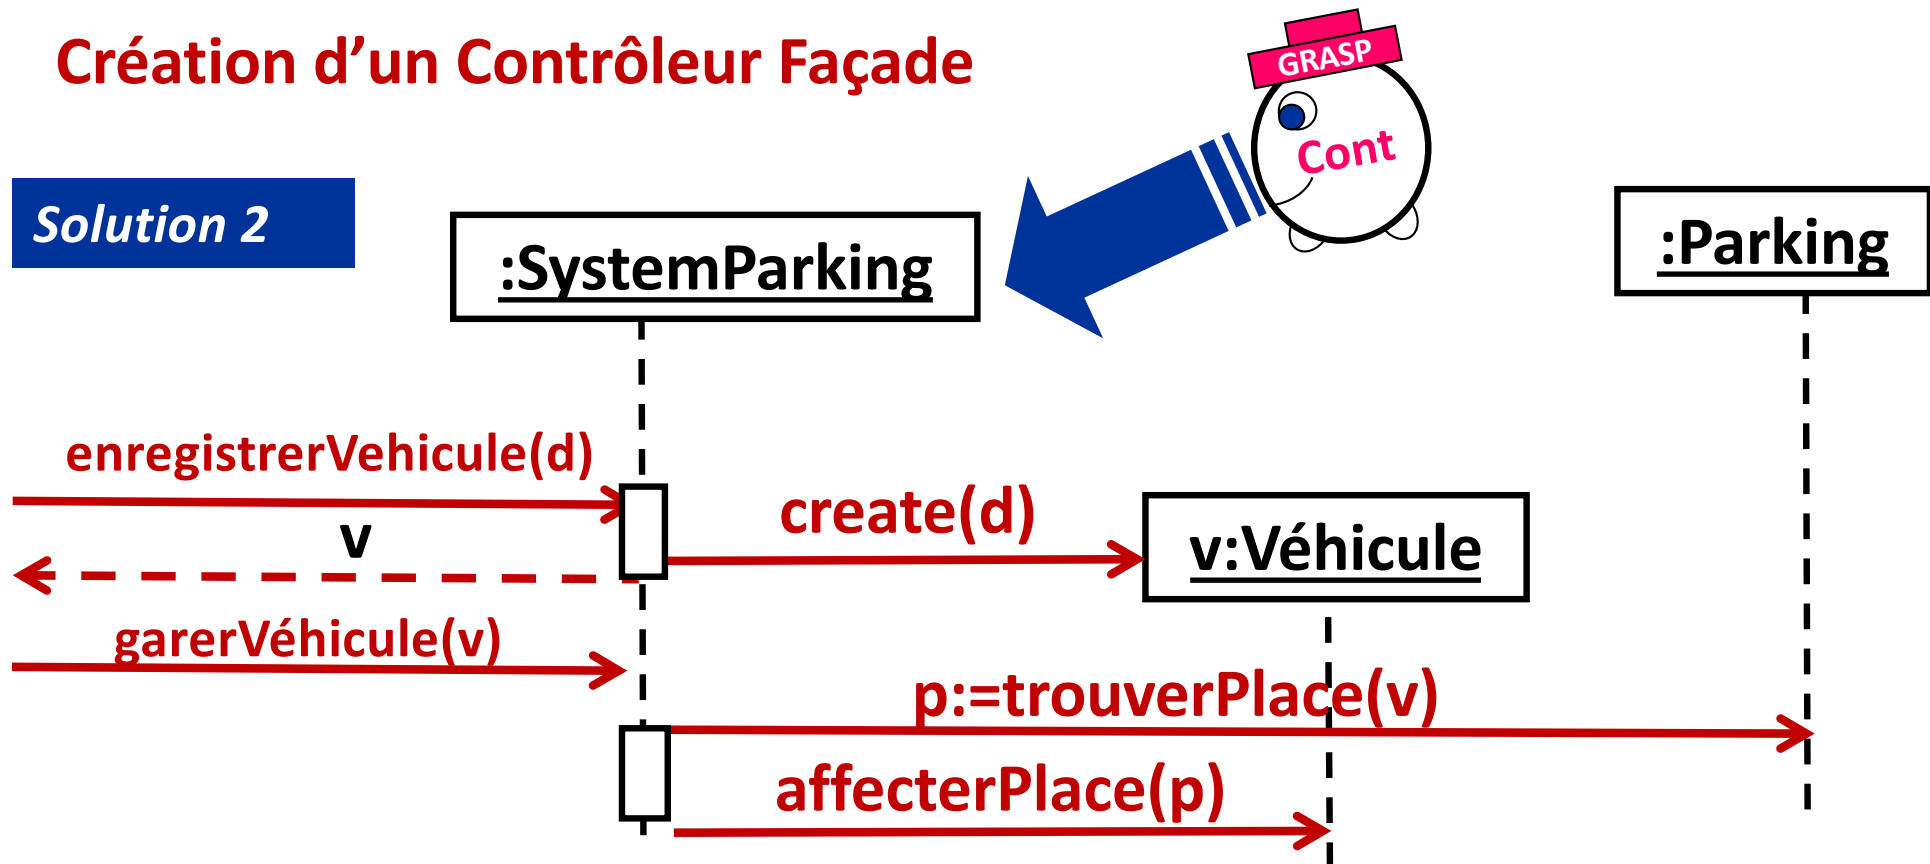 Création d’un Contrôleur Façade
GRASP
Cont
Solution 2
:SystemParking
:Parking
enregistrerVehicule(d)
create(d)
v
v:Véhicule
garerVéhicule(v)
p:=trouverPlace(v)
affecterPlace(p)